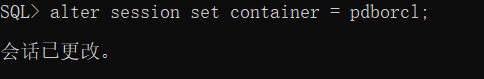 SQL> alter session set container = pdborcl;
会话已更改。